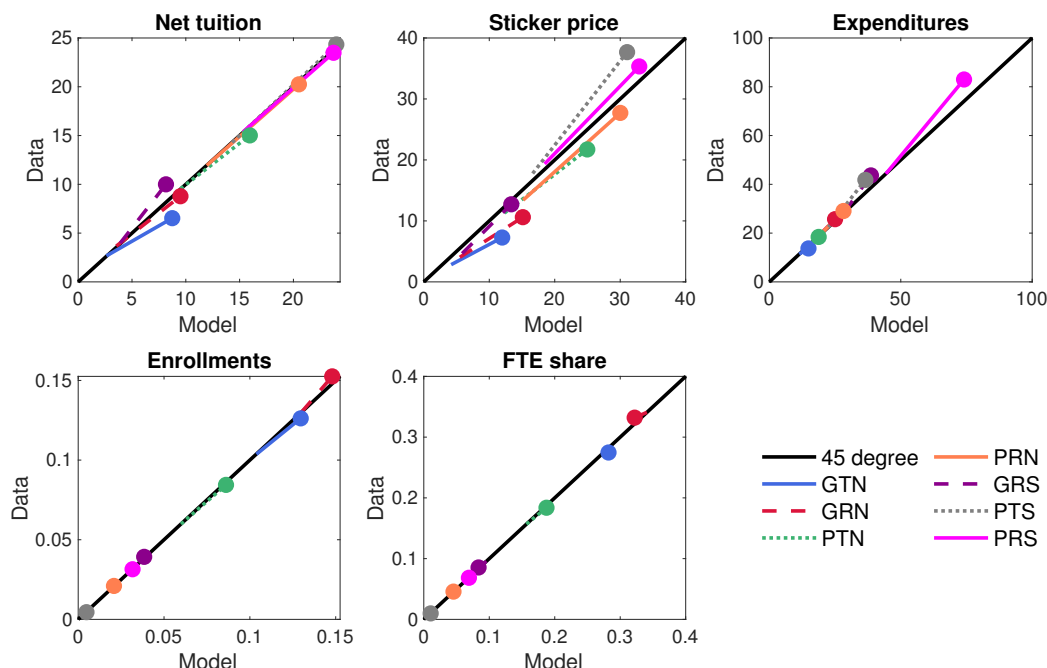 Net tuition
25
20
15
10
5
0
0 5 10 15 20
Data
Model
Sticker price
40
30
20
10
0
0 10 20 30 40
Data
Model
Expenditures
100
80
60
40
20
0
0 50 100
Data
Model
Enrollments
0.15
0.1
0.05
0
0 0.05 0.1 0.15
Data
Model
FTE share
0.4
0.3
0.2
0.1
0
0 0.1 0.2 0.3 0.4
Data
Model
45 degree
GTN
GRN
PTN
PRN
GRS
PTS
PRS